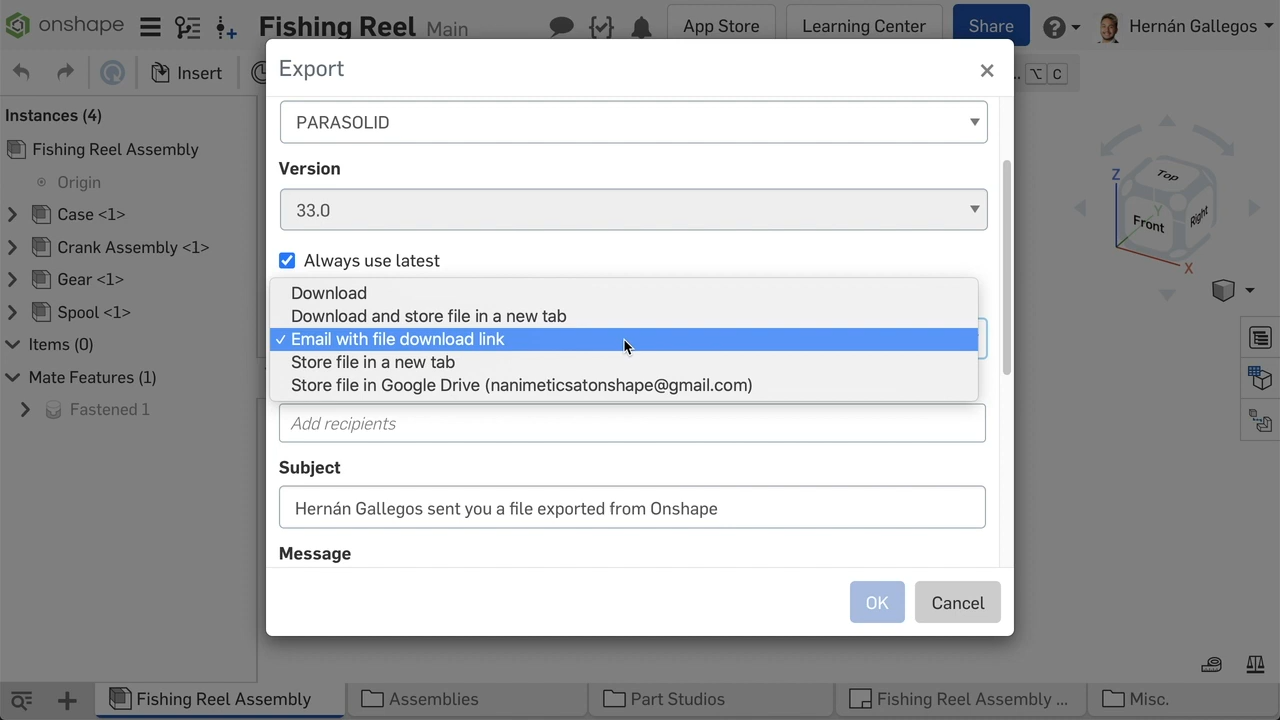 onshape
Fishing Reel Main
App Store
Learning Center
Share
Hernán Gallegos
Insert
... ⌥ C
Export
PARASOLID
Version
33.0
Always use latest
Download
Download and store file in a new tab
✓ Email with file download link
Store file in a new tab
Store file in Google Drive (nanimeticsatonshape@gmail.com)
Add recipients
Subject
Hernán Gallegos sent you a file exported from Onshape
Message
OK
Cancel
Instances (4)
Fishing Reel Assembly
Origin
Case <1>
Crank Assembly <1>
Gear <1>
Spool <1>
Items (0)
Mate Features (1)
Fastened 1
Top
Z
Y
Front
Right
X
Fishing Reel Assembly
Assemblies
Part Studios
Fishing Reel Assembly ...
Misc.